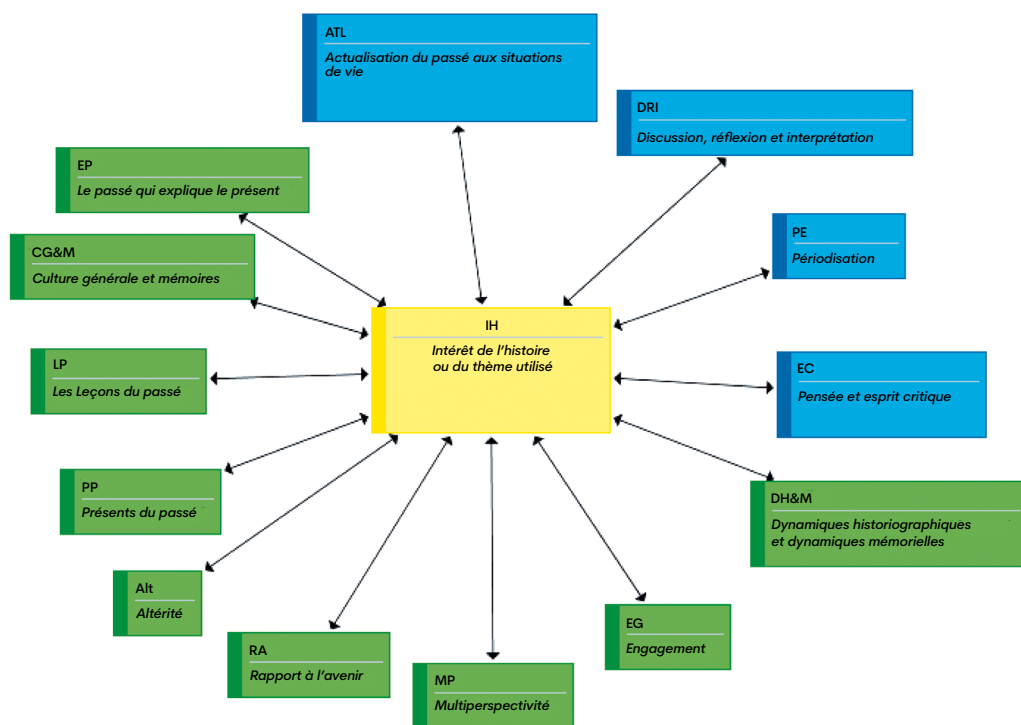 ATL
Actualisation du passé aux situations
de vie
DRI
Discussion, réflexion et interprétation
EP
Le passé qui explique le présent
PE
Périodisation
CG&M
Culture générale et mémoires
IH
Intérêt de l'histoire
ou du thème utilisé
LP
Les Leçons du passé
EC
Pensée et esprit critique
PP
Présents du passé
DH&M
Dynamiques historiographiques
et dynamiques mémorielles
Alt
Altérité
EG
Engagement
RA
Rapport à l'avenir
MP
Multiperspectivité